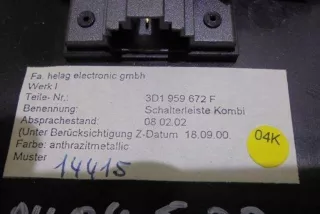 Fa. helag electronic gmbh
Werk I
Teile- Nr.: 3D1 959 672 F
Benennung: Schalterleiste Kombi
Absprachestand: 08.02.02
(Unter Berücksichtigung Z-Datum 18.09.00.
Farbe: anthrazitmetallic
Muster 14415
04K